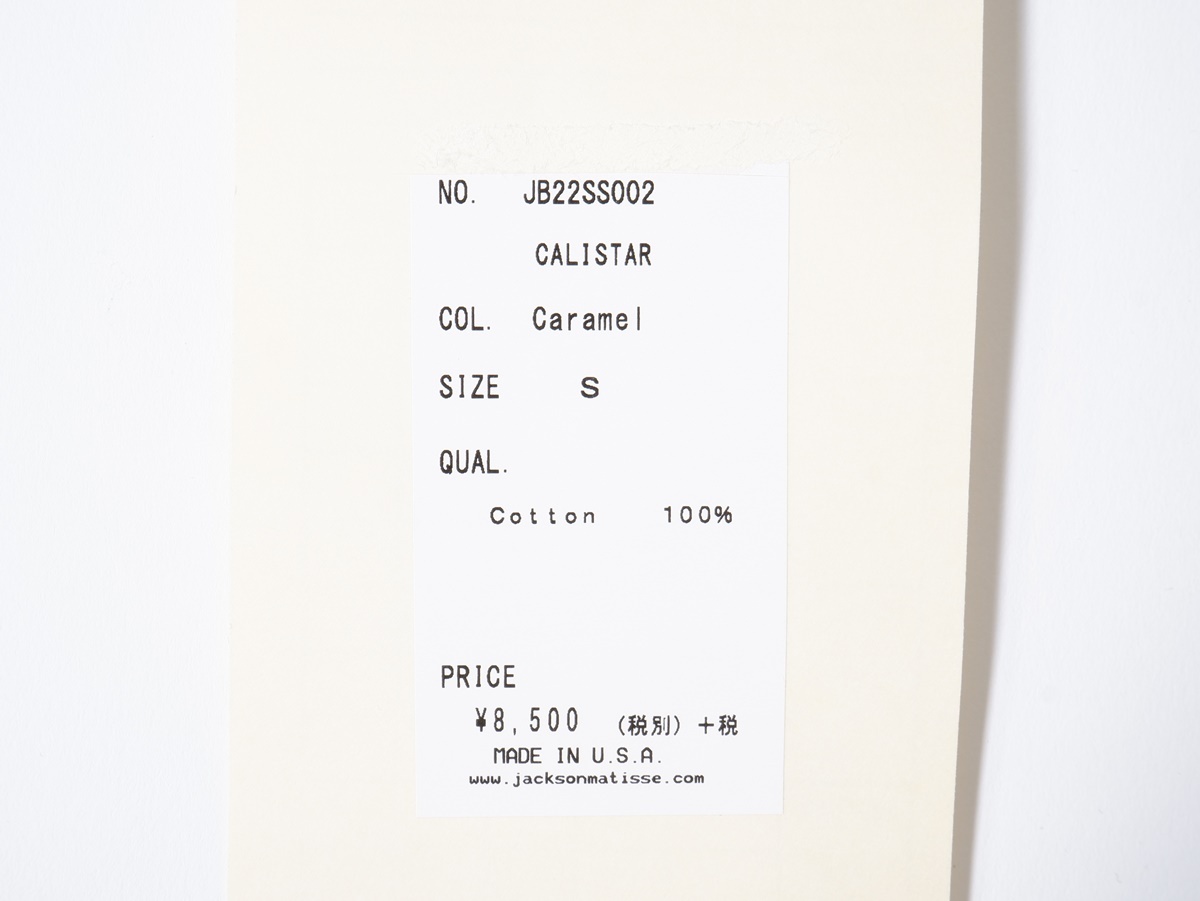 NO. JB22SS002
CALISTAR
COL. Caramel
SIZE S
QUAL.
Cotton 100%
PRICE
¥8,500 (税別) +税
MADE IN U.S.A.
www.jacksonmatisse.com